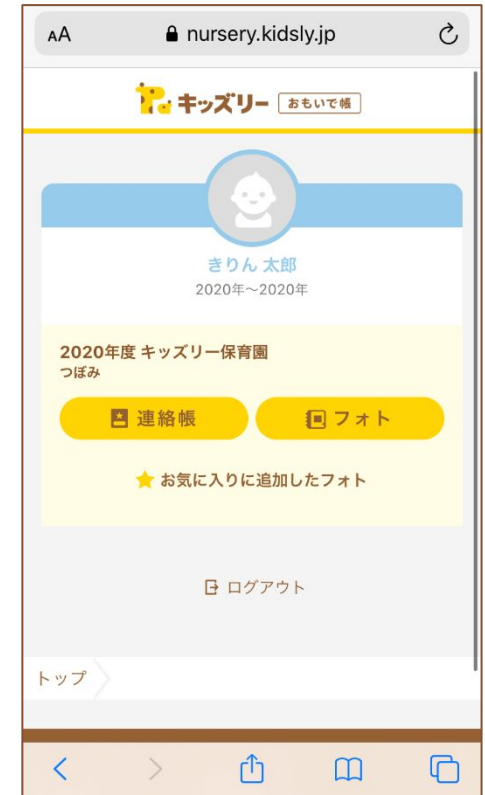 AA nursery.kidsly.jp
キッズリー おもいで帳
きりん 太郎
2020年～2020年
2020年度 キッズリー保育園
つぼみ
連絡帳 フォト
お気に入りに追加したフォト
ログアウト
トップ